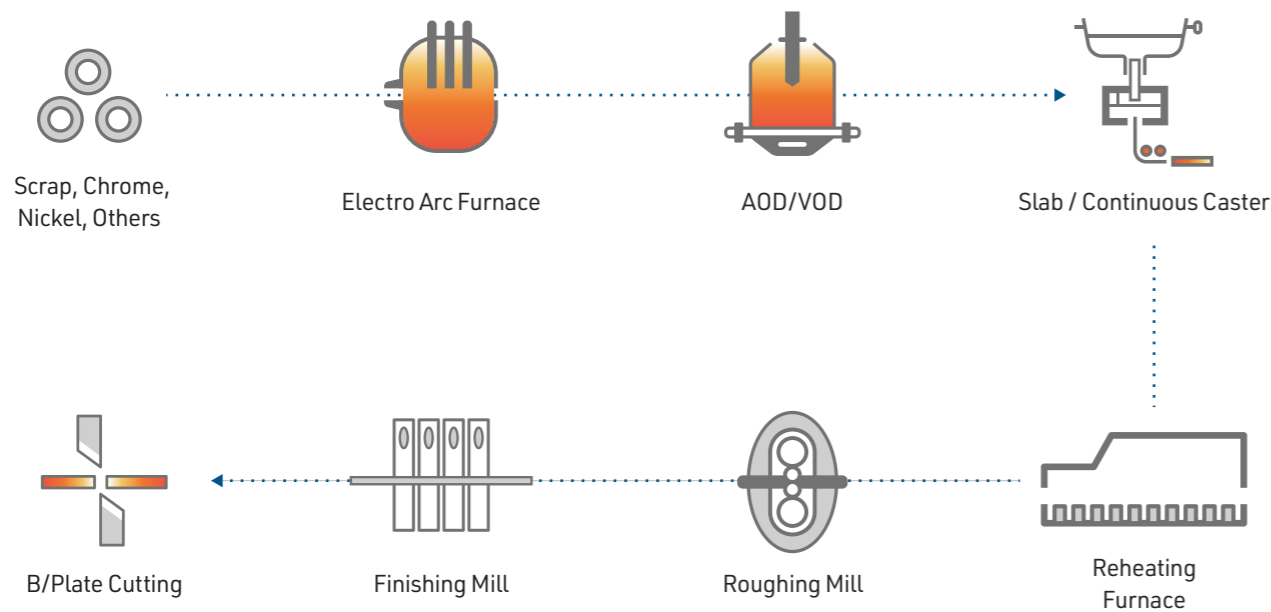 Scrap, Chrome,
Nickel, Others
Electro Arc Furnace
AOD/VOD
Slab / Continuous Caster
B/Plate Cutting
Finishing Mill
Roughing Mill
Reheating
Furnace